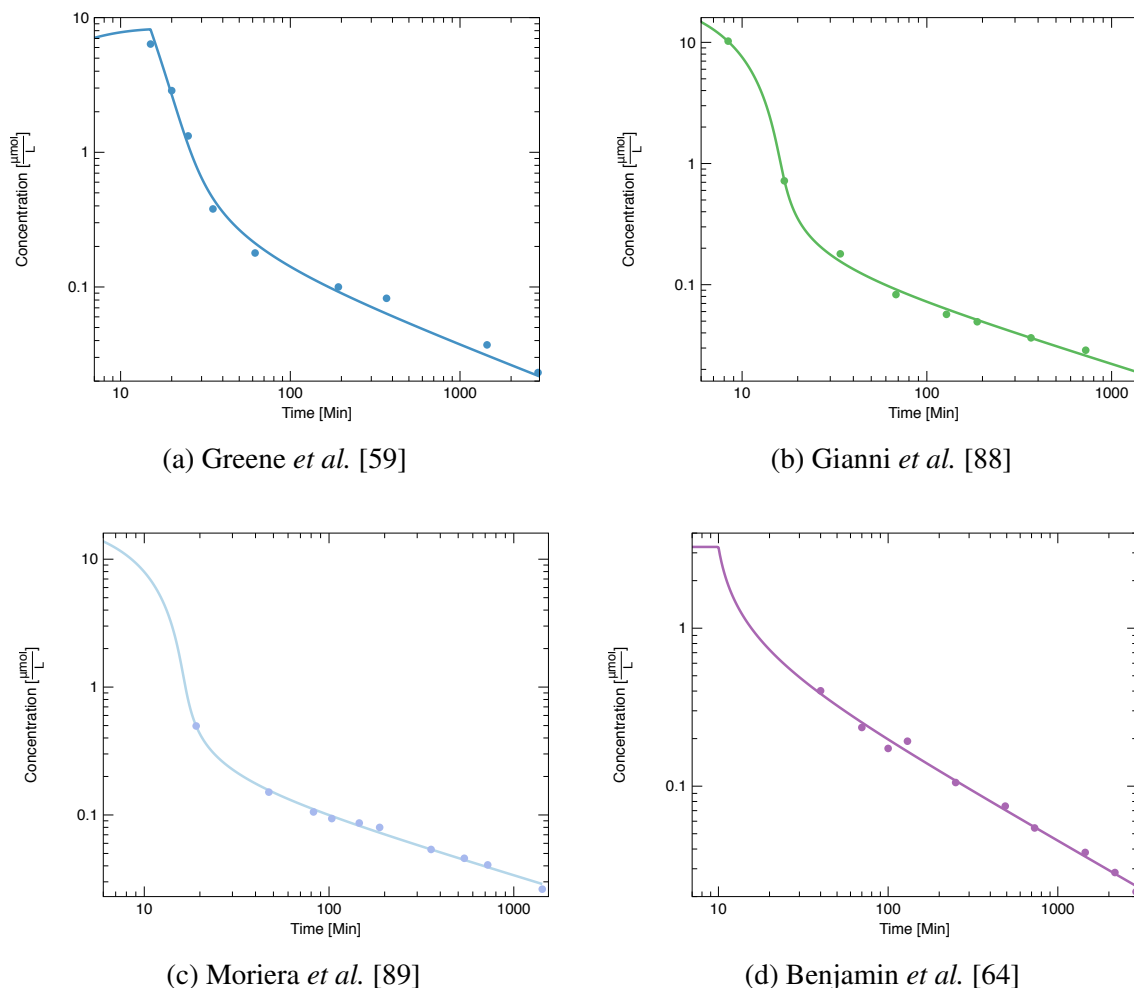 10
1
0.1
Concentration [µmol/L]
10 100 1000
Time [Min]
(a) Greene et al. [59]
10
1
0.1
Concentration [µmol/L]
10 100 1000
Time [Min]
(b) Gianni et al. [88]
10
1
0.1
Concentration [µmol/L]
10 100 1000
Time [Min]
(c) Moriera et al. [89]
1
0.1
Concentration [µmol/L]
10 100 1000
Time [Min]
(d) Benjamin et al. [64]